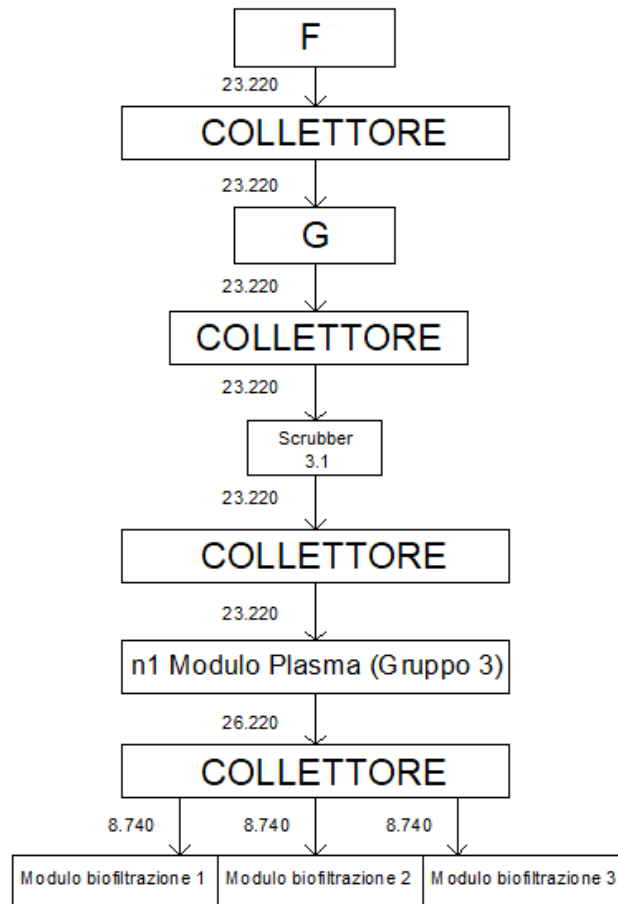 F
23.220
COLLETTORE
23.220
G
23.220
COLLETTORE
23.220
Scrubber
3.1
23.220
COLLETTORE
23.220
n1 Modulo Plasma (Gruppo 3)
26.220
COLLETTORE
8.740 8.740 8.740
Modulo biofiltrazione 1 Modulo biofiltrazione 2 Modulo biofiltrazione 3